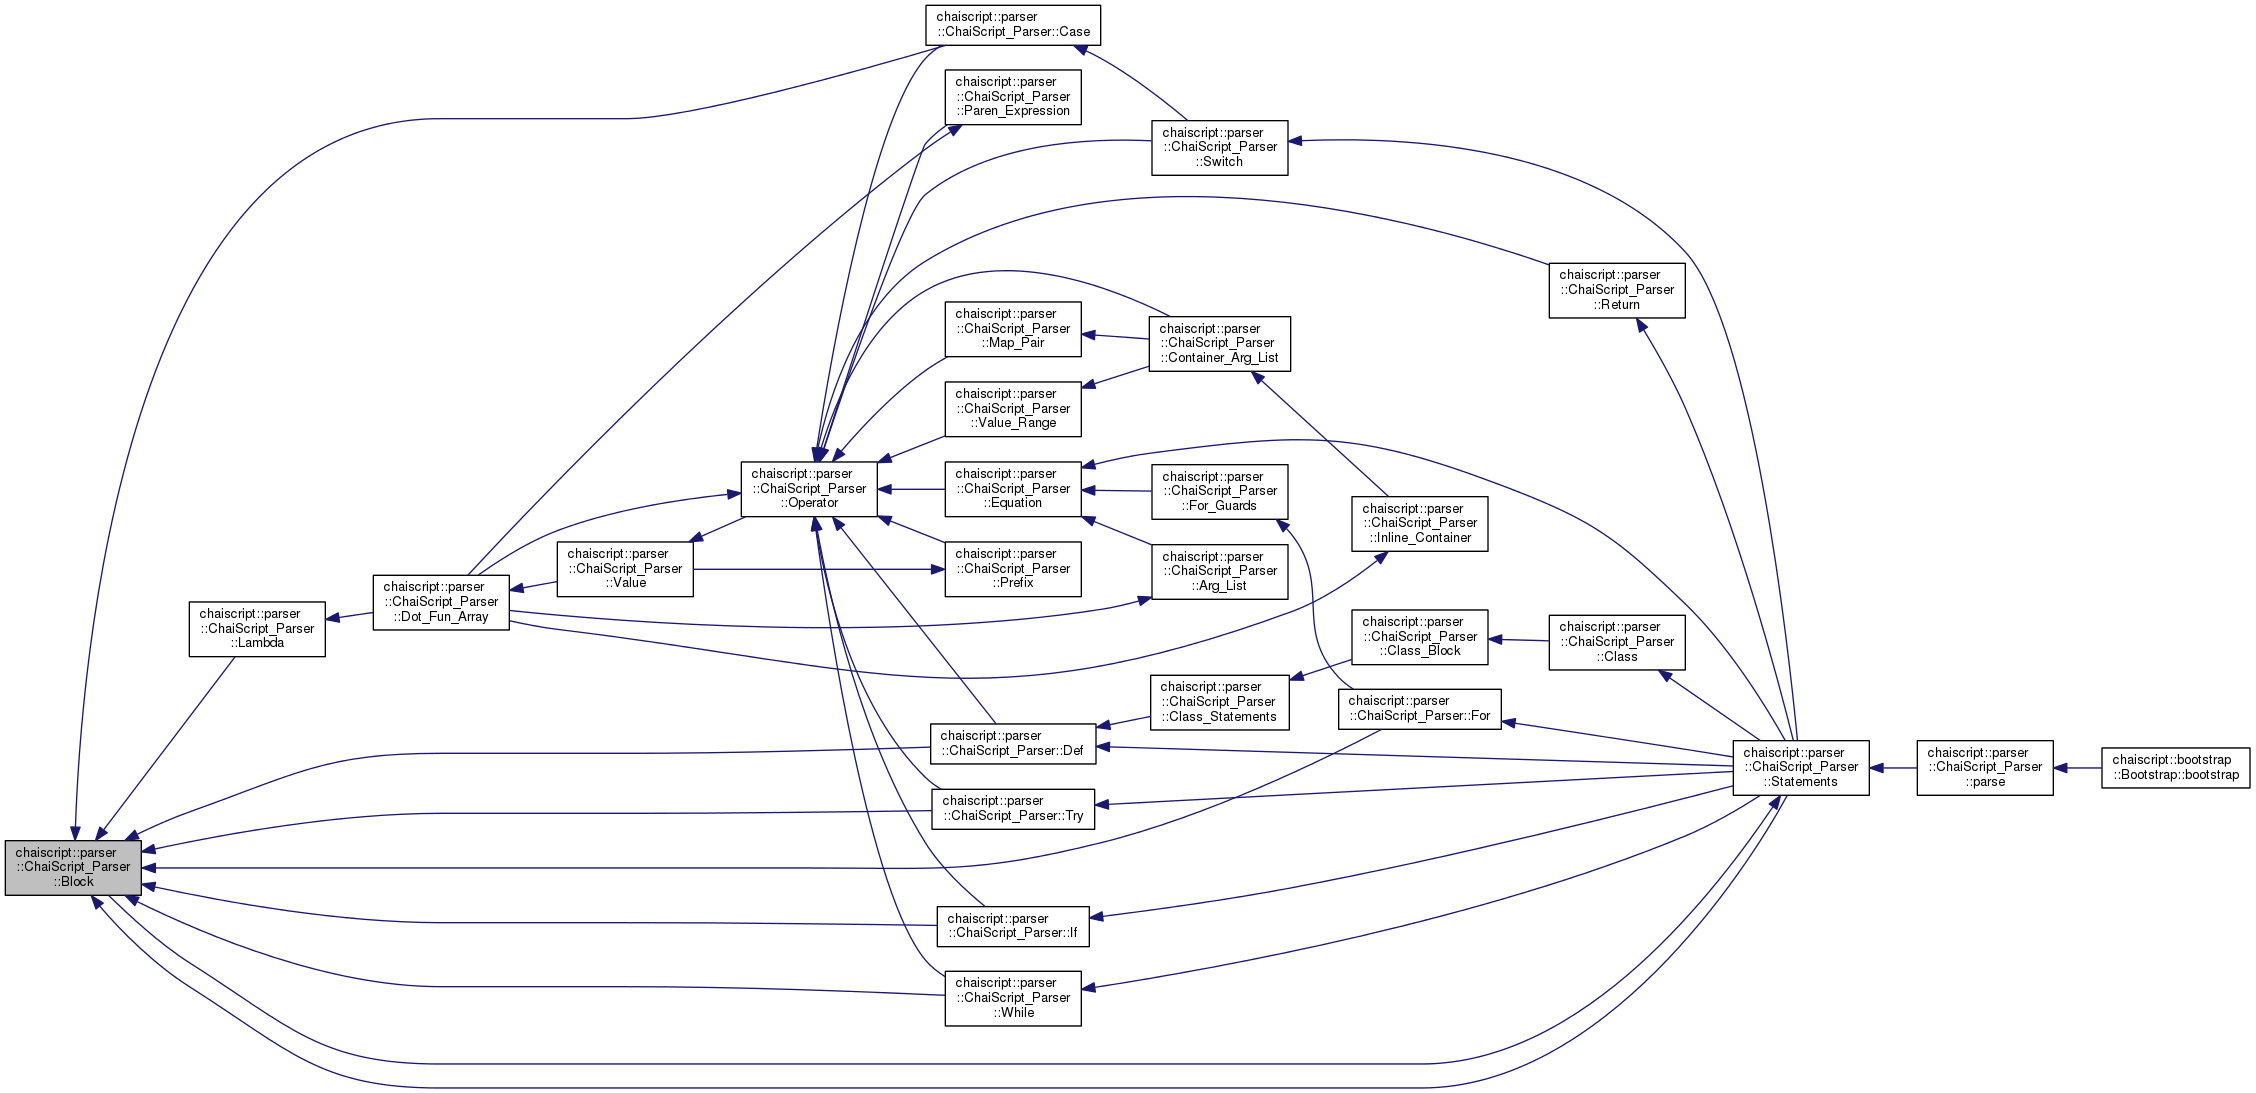 chaiscript::parser
::ChaiScript_Parser::Case
chaiscript::parser
::ChaiScript_Parser
::Paren_Expression
chaiscript::parser
::ChaiScript_Parser
::Switch
chaiscript::parser
::ChaiScript_Parser
::Return
chaiscript::parser
::ChaiScript_Parser
::Map_Pair
chaiscript::parser
::ChaiScript_Parser
::Container_Arg_List
chaiscript::parser
::ChaiScript_Parser
::Value_Range
chaiscript::parser
::ChaiScript_Parser
::Operator
chaiscript::parser
::ChaiScript_Parser
::Equation
chaiscript::parser
::ChaiScript_Parser
::For_Guards
chaiscript::parser
::ChaiScript_Parser
::Inline_Container
chaiscript::parser
::ChaiScript_Parser
::Value
chaiscript::parser
::ChaiScript_Parser
::Prefix
chaiscript::parser
::ChaiScript_Parser
::Arg_List
chaiscript::parser
::ChaiScript_Parser
::Dot_Fun_Array
chaiscript::parser
::ChaiScript_Parser
::Lambda
chaiscript::parser
::ChaiScript_Parser
::Class_Block
chaiscript::parser
::ChaiScript_Parser
::Class
chaiscript::parser
::ChaiScript_Parser
::Class_Statements
chaiscript::parser
::ChaiScript_Parser::For
chaiscript::parser
::ChaiScript_Parser::Def
chaiscript::parser
::ChaiScript_Parser
::Statements
chaiscript::parser
::ChaiScript_Parser
::parse
chaiscript::bootstrap
::Bootstrap::bootstrap
chaiscript::parser
::ChaiScript_Parser::Try
chaiscript::parser
::ChaiScript_Parser
::Block
chaiscript::parser
::ChaiScript_Parser::If
chaiscript::parser
::ChaiScript_Parser
::While